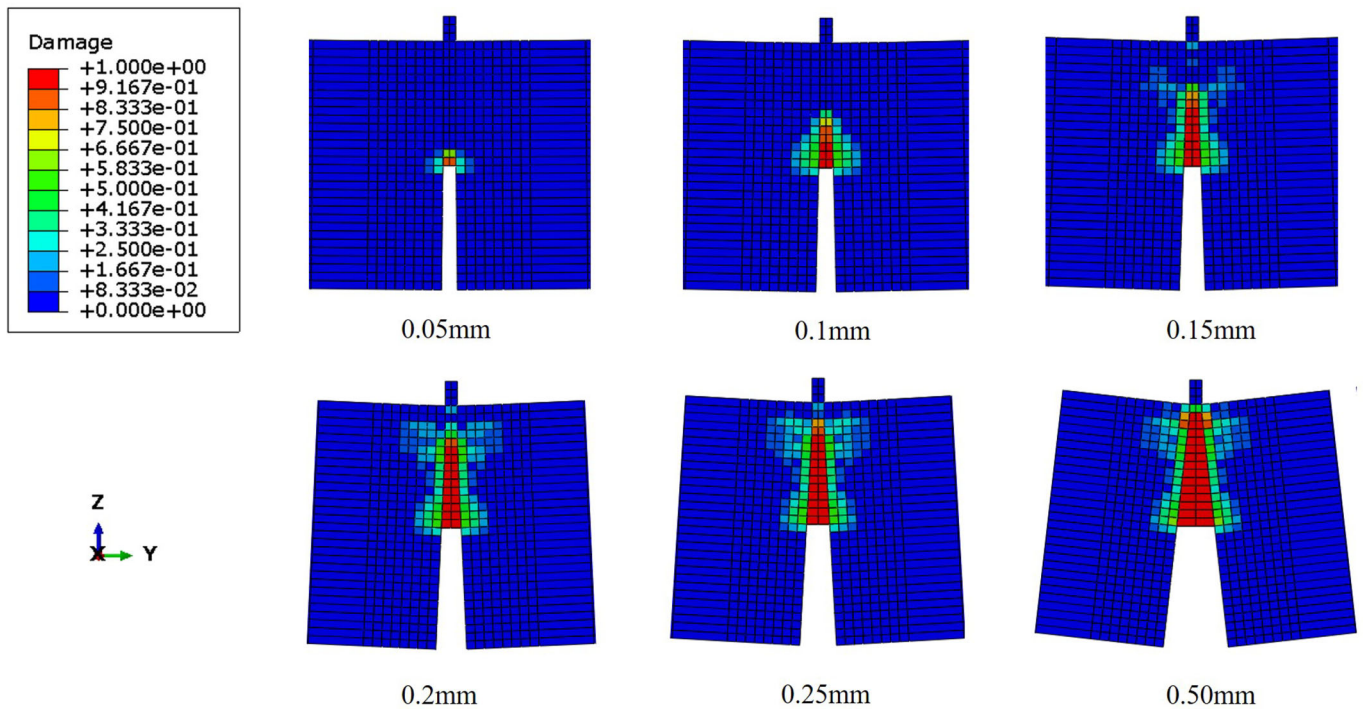 Damage
+1.000e+00
+9.167e-01
+8.333e-01
+7.500e-01
+6.667e-01
+5.833e-01
+5.000e-01
+4.167e-01
+3.333e-01
+2.500e-01
+1.667e-01
+8.333e-02
+0.000e+00
0.05mm
0.1mm
0.15mm
Z
X
Y
0.2mm
0.25mm
0.50mm